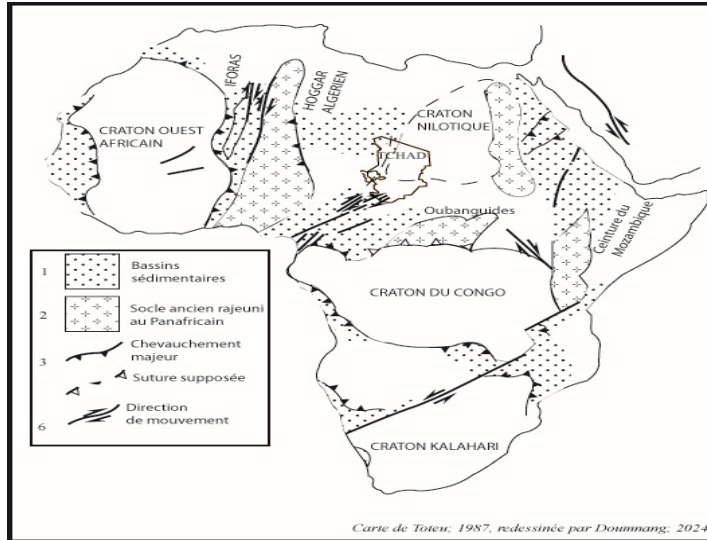 IFORAS
HOGGAR
ALGERIEN
CRATON OUEST
AFRICAIN
CRATON
NILOTIQUE
TCHAD
Oubanguides
Ceinture du
Mozambique
CRATON DU CONGO
CRATON KALAHARI
1 Bassins
sédimentaires
2 Socle ancien rajeuni
au Panafricain
3 Chevauchement
majeur
Suture supposée
6 Direction
de mouvement
Carte de Toteu; 1987, redessinée par Doumnang; 2024